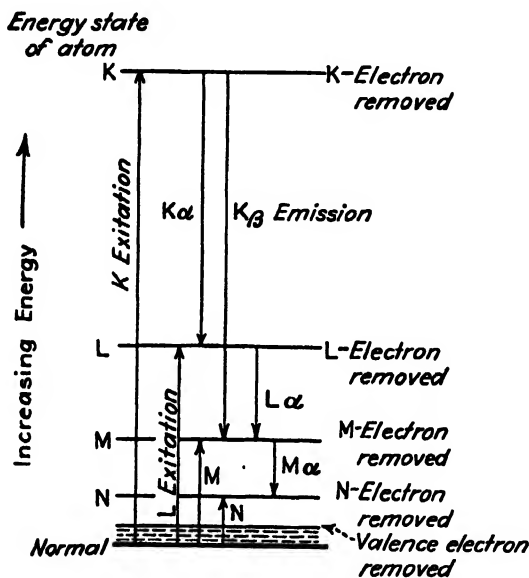 Energy state
of atom
K
K-Electron
removed
Increasing Energy
K Exitation
Kα
Kβ Emission
L
L-Electron
removed
L Exitation
Lα
M
M-Electron
removed
M
Mα
N
N-Electron
removed
N
Normal
Valence electron
removed